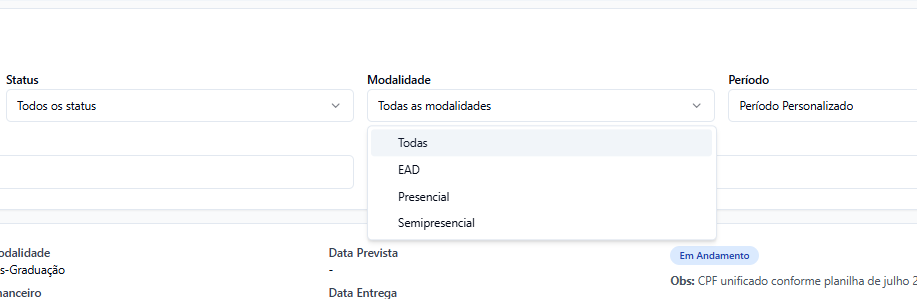 Status
Modalidade
Período
Todos os status
Todas as modalidades
Período Personalizado
Todas
EAD
Presencial
Semipresencial
odalidade
s-Graduação
Data Prevista
-
Em Andamento
Obs: CPF unificado conforme planilha de julho 2
nanceiro
Data Entrega